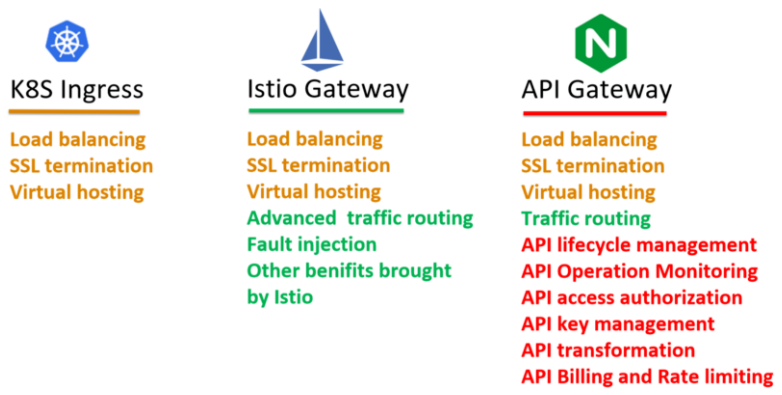 K8S Ingress
Load balancing
SSL termination
Virtual hosting
Istio Gateway
Load balancing
SSL termination
Virtual hosting
Advanced traffic routing
Fault injection
Other benifits brought
by Istio
N
API Gateway
Load balancing
SSL termination
Virtual hosting
Traffic routing
API lifecycle management
API Operation Monitoring
API access authorization
API key management
API transformation
API Billing and Rate limiting